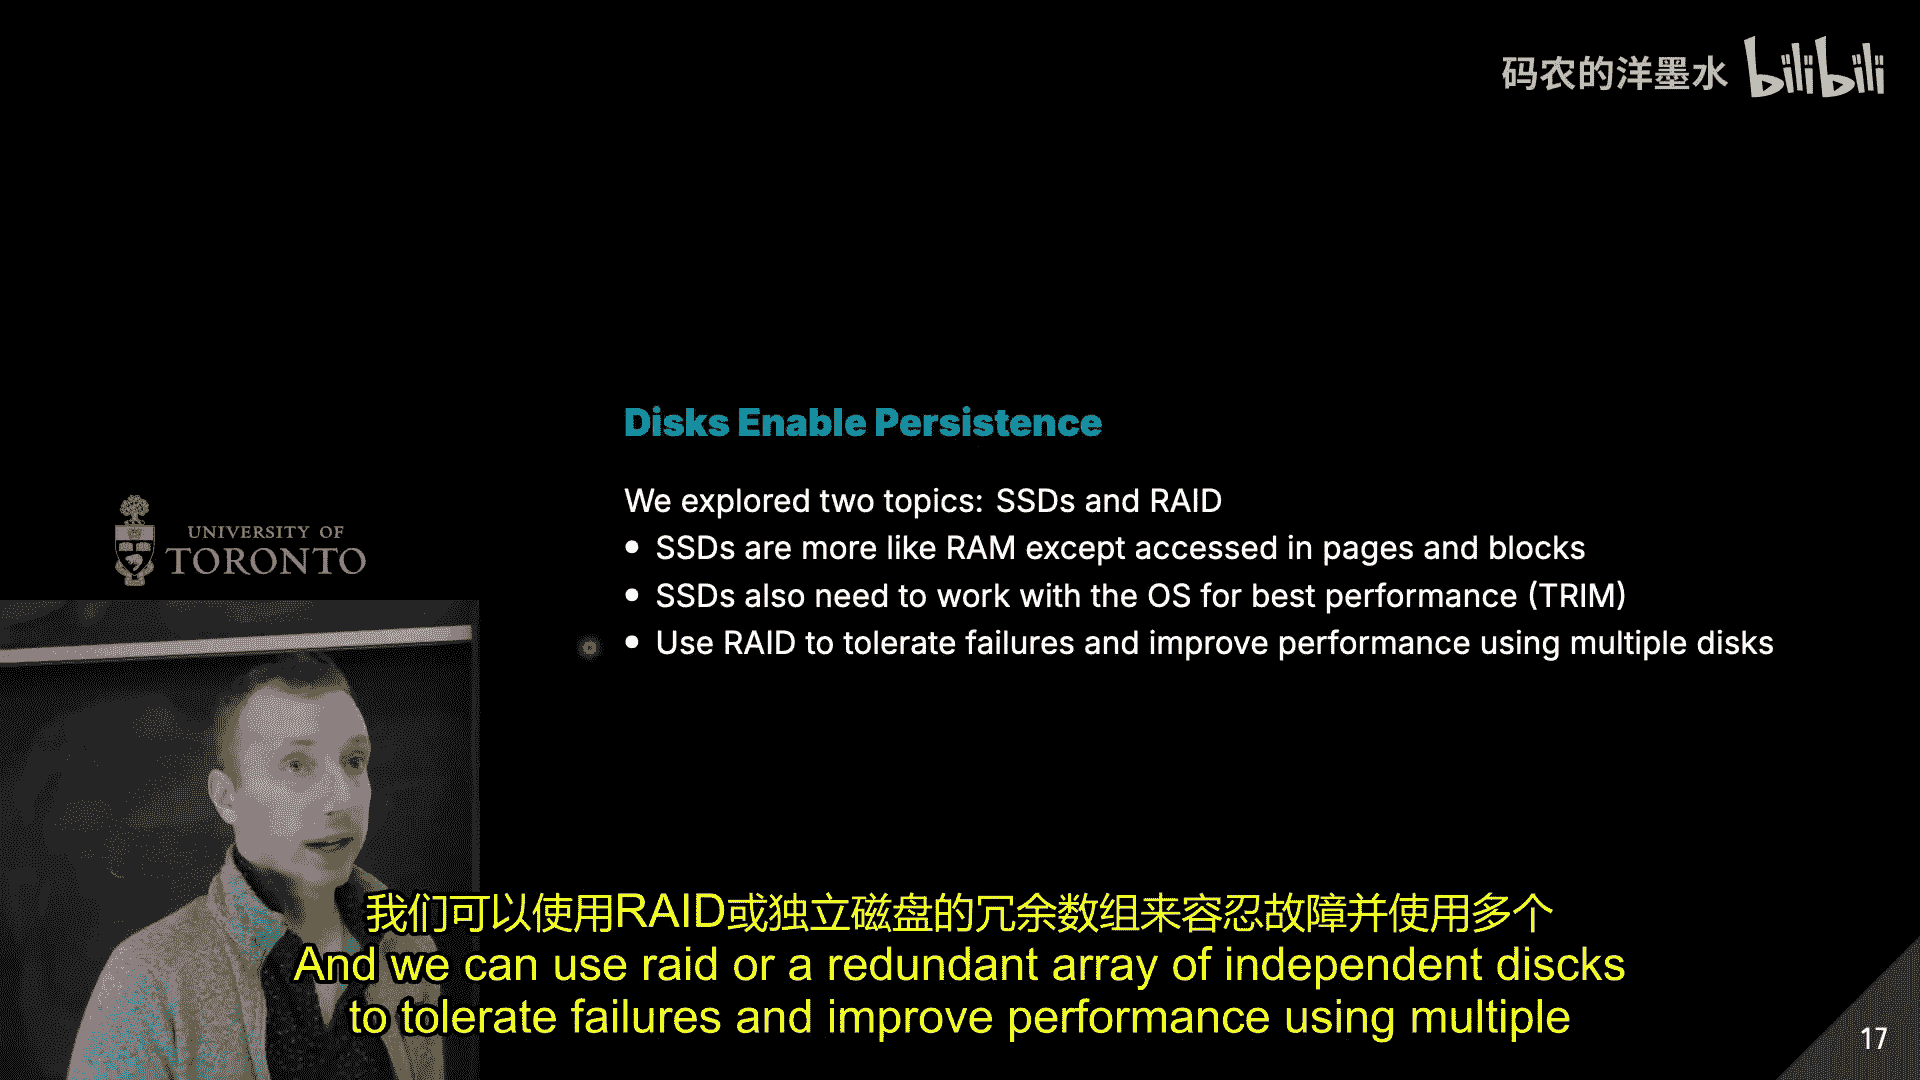 码农的洋墨水 bilibili
Disks Enable Persistence
We explored two topics: SSDs and RAID
• SSDs are more like RAM except accessed in pages and blocks
• SSDs also need to work with the OS for best performance (TRIM)
• Use RAID to tolerate failures and improve performance using multiple disks
UNIVERSITY OF
TORONTO
我们可以使用RAID或独立磁盘的冗余数组来容忍故障并使用多个
And we can use raid or a redundant array of independent discks
to tolerate failures and improve performance using multiple
17